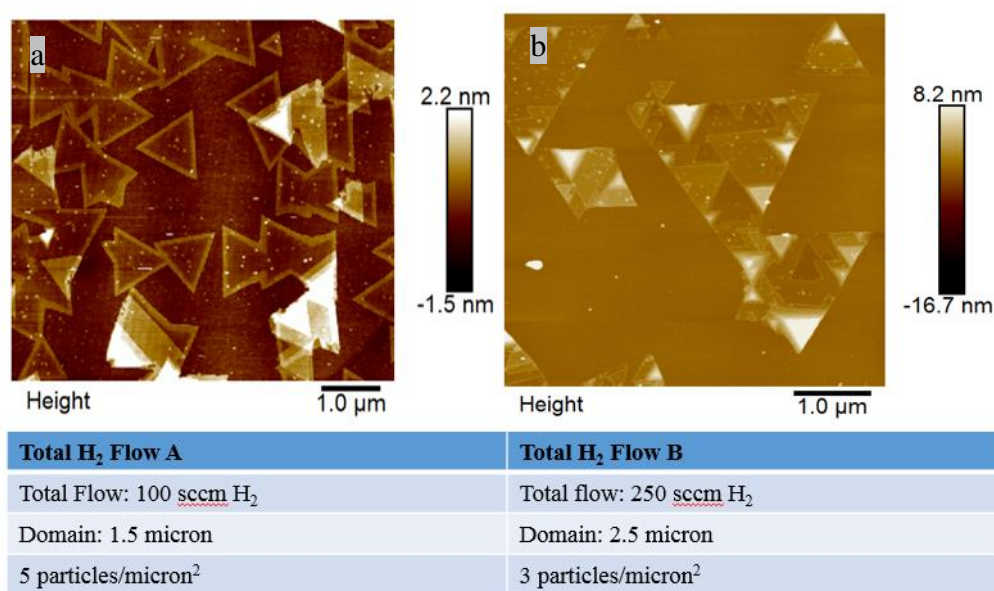 a
2.2 nm
-1.5 nm
Height
1.0 µm
b
8.2 nm
-16.7 nm
Height
1.0 µm
Total H₂ Flow A
Total H₂ Flow B
Total Flow: 100 sccm H₂
Total flow: 250 sccm H₂
Domain: 1.5 micron
Domain: 2.5 micron
5 particles/micron²
3 particles/micron²